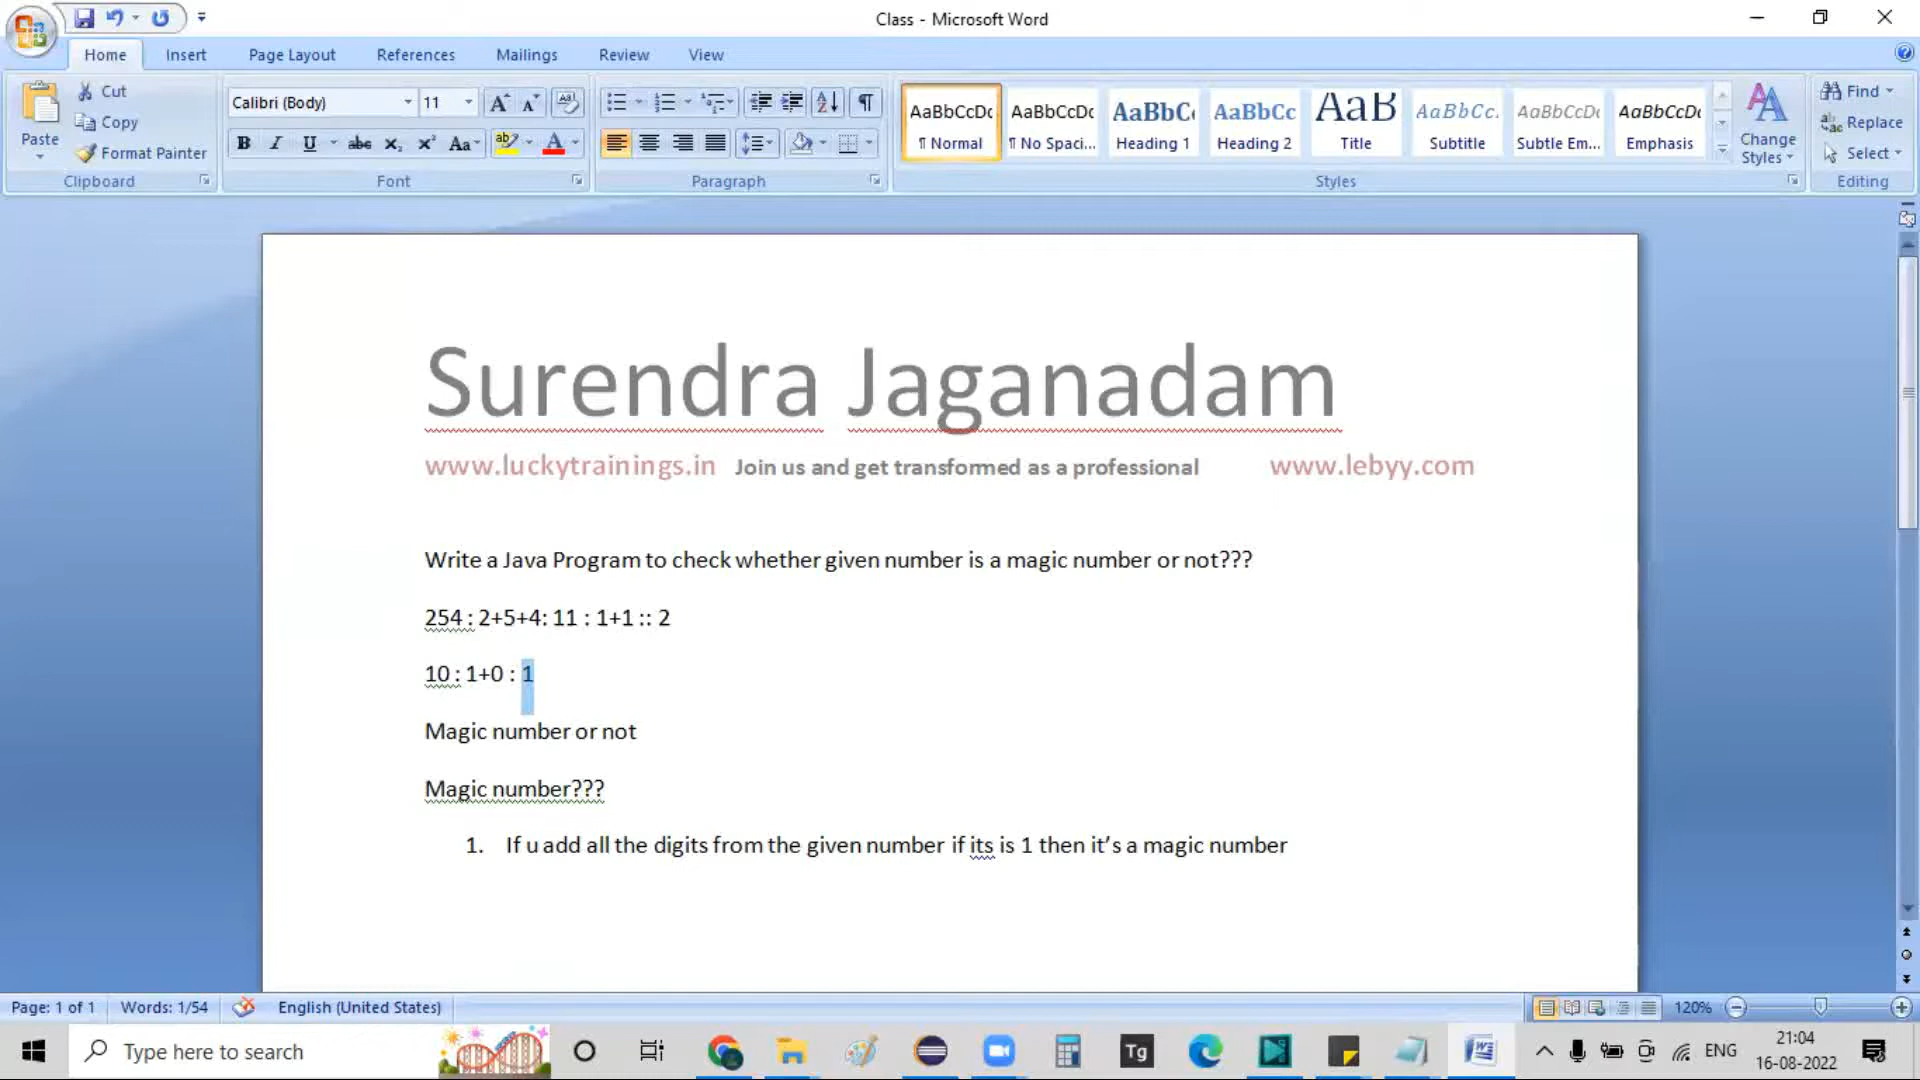 Class - Microsoft Word
Home Insert Page Layout References Mailings Review View
Paste
Cut
Copy
Format Painter
Clipboard
Calibri (Body) 11
Font
Paragraph
AaBbCcDc AaBbCcDc AaBbC AaBbCc AaB AaBbCc. AaBbCcDc AaBbCcDc
¶ Normal ¶ No Spaci... Heading 1 Heading 2 Title Subtitle Subtle Em... Emphasis
Styles
Change Styles
Find
Replace
Select
Editing
Surendra Jaganadam
www.luckytrainings.in Join us and get transformed as a professional www.lebyy.com
Write a Java Program to check whether given number is a magic number or not???
254 : 2+5+4: 11 : 1+1 :: 2
10 : 1+0 : 1
Magic number or not
Magic number???
1. If u add all the digits from the given number if its is 1 then it's a magic number
Page: 1 of 1 Words: 1/54 English (United States) 120%
Type here to search
Tg
ENG
21:04
16-08-2022